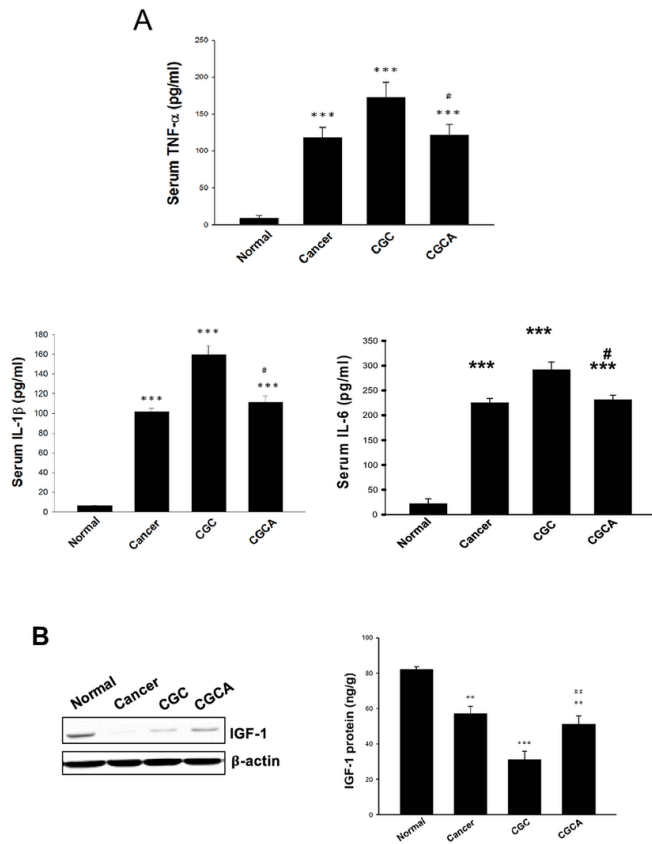 A
Serum TNF-α (pg/ml)
250
200
150
100
50
0
***
***
#
***
Normal
Cancer
CGC
CGCA
Serum IL-1β (pg/ml)
180
160
140
120
100
80
60
40
20
0
***
***
#
***
Normal
Cancer
CGC
CGCA
Serum IL-6 (pg/ml)
350
300
250
200
150
100
50
0
***
***
#
***
Normal
Cancer
CGC
CGCA
B
Normal
Cancer
CGC
CGCA
IGF-1
β-actin
IGF-1 protein (ng/g)
100
80
60
40
20
0
**
***
##
**
Normal
Cancer
CGC
CGCA